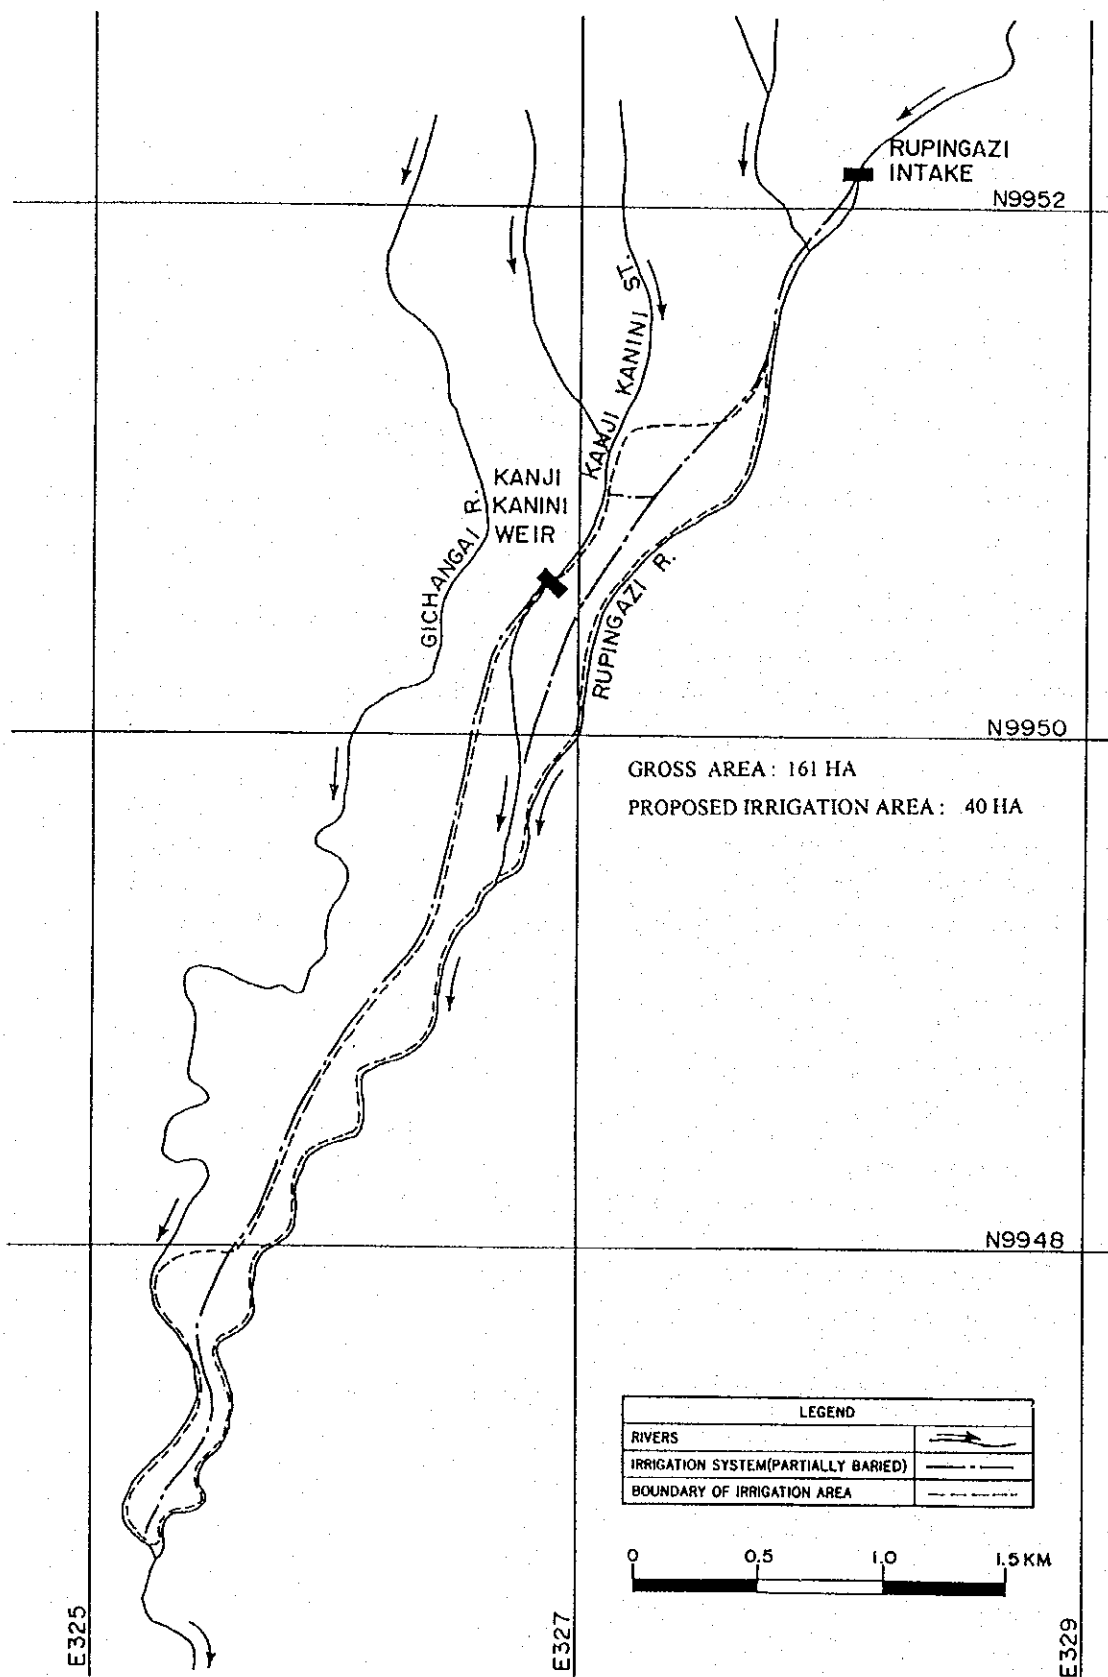 RUPINGAZI
INTAKE
N9952
KANJI KANINI ST.
KANJI
KANINI
WEIR
GICHANGAI R.
RUPINGAZI R.
N9950
GROSS AREA : 161 HA
PROPOSED IRRIGATION AREA : 40 HA
N9948
LEGEND
RIVERS
IRRIGATION SYSTEM(PARTIALLY BARIED)
BOUNDARY OF IRRIGATION AREA
0 0.5 1.0 1.5 KM
E325
E327
E329